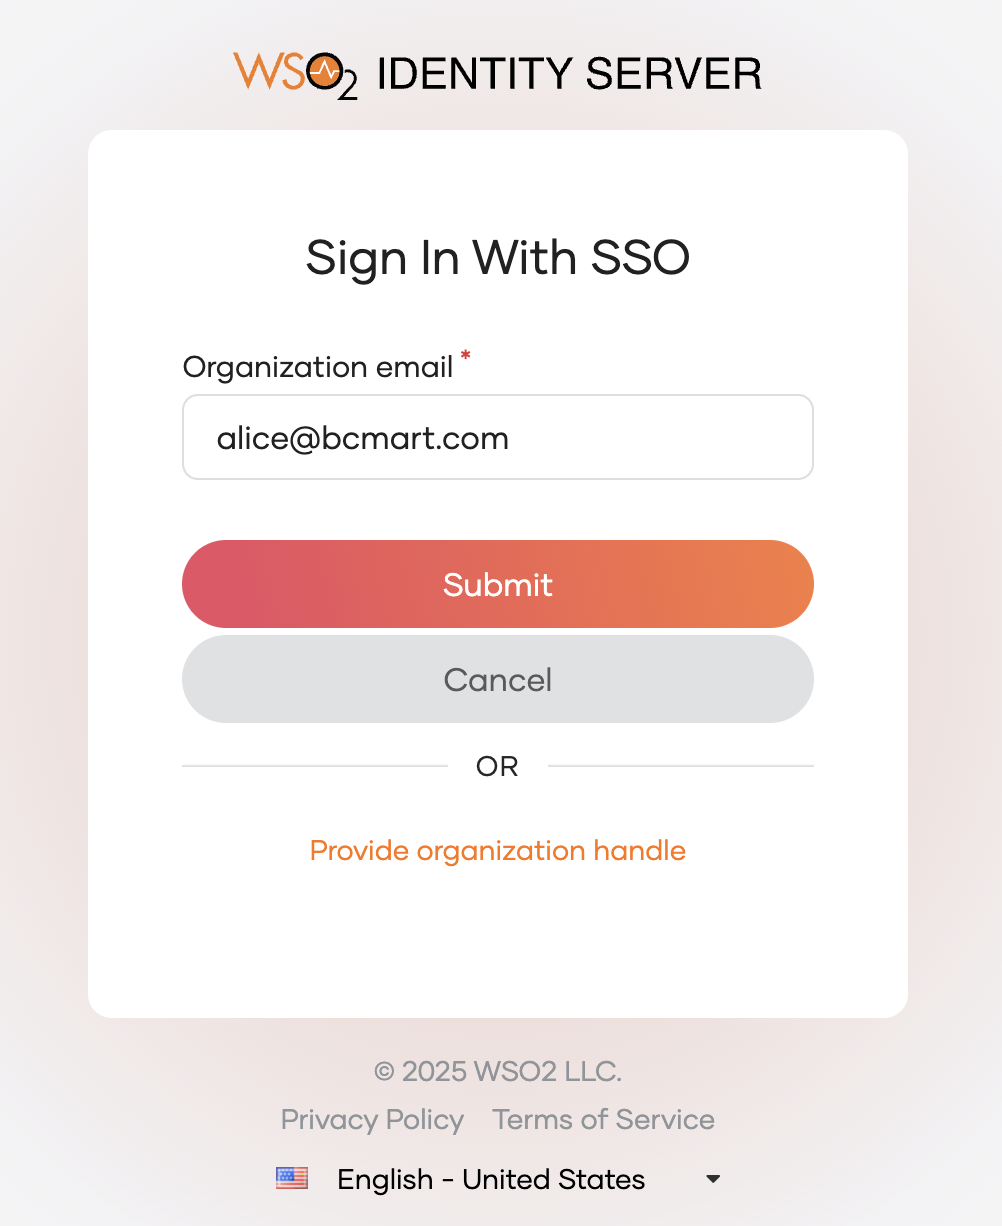 WSO2 IDENTITY SERVER
Sign In With SSO
Organization email *
alice@bcmart.com
Submit
Cancel
OR
Provide organization handle
© 2025 WSO2 LLC.
Privacy Policy Terms of Service
English - United States